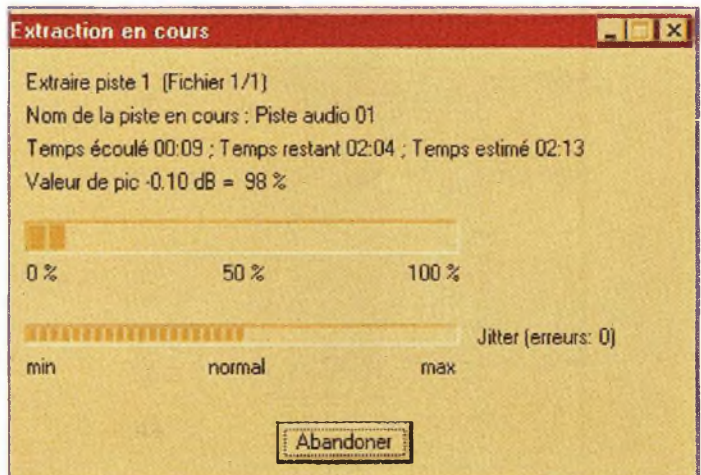 Extraction en cours
Extraire piste 1 (Fichier 1/1)
Nom de la piste en cours : Piste audio 01
Temps écoulé 00:09 ; Temps restant 02:04 ; Temps estimé 02:13
Valeur de pic -0.10 dB = 98 %
0 % 50 % 100 %
Jitter (erreurs: 0)
min normal max
Abandoner